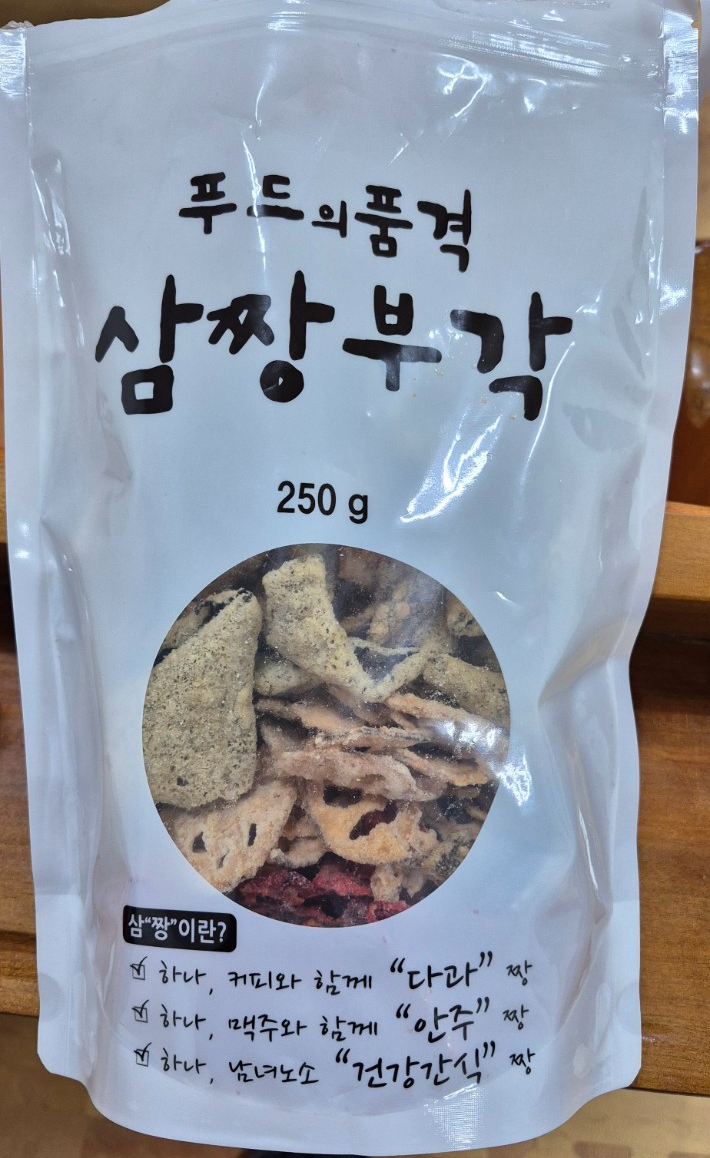 푸드의품격
삼짱부각
250 g
삼“짱”이란?
하나, 커피와 함께 “다과” 짱
하나, 맥주와 함께 “안주” 짱
하나, 남녀노소 “건강간식” 짱